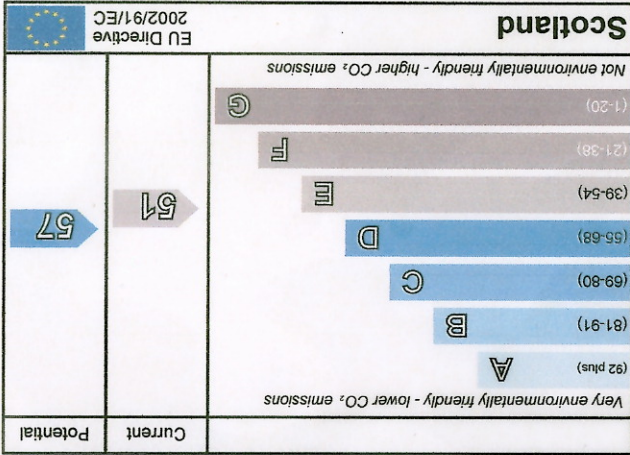 Current Potential
Very environmentally friendly - lower CO₂ emissions
(92 plus) A
(81-91) B
(69-80) C
(55-68) D
(39-54) E
51
57
(21-38) F
(1-20) G
Not environmentally friendly - higher CO₂ emissions
Scotland
EU Directive
2002/91/EC